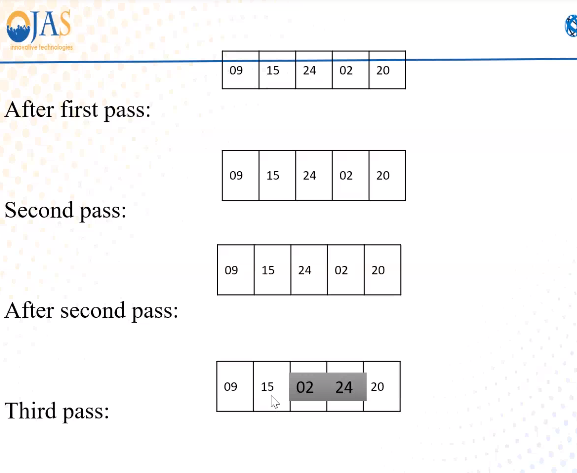 OJAS
innovative technologies
09 15 24 02 20
After first pass:
09 15 24 02 20
Second pass:
09 15 24 02 20
After second pass:
09 15 02 24 20
Third pass: